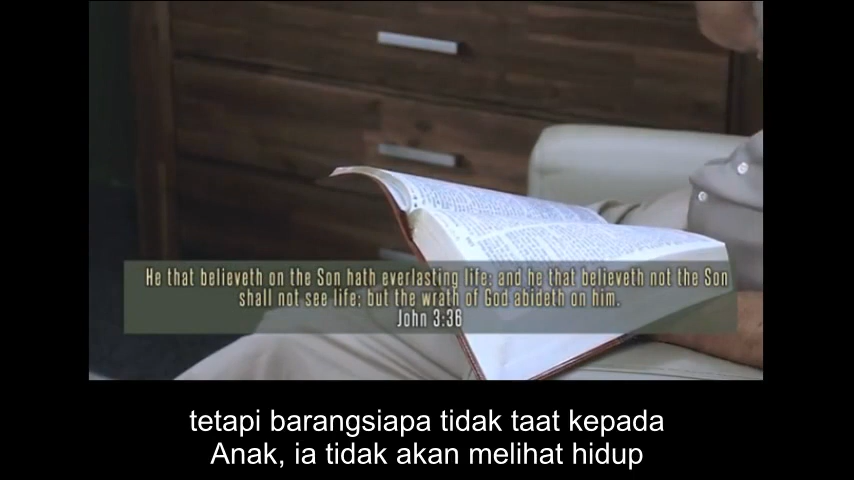 He that believeth on the Son hath everlasting life: and he that believeth not the Son
shall not see life: but the wrath of God abideth on him.
John 3:36
tetapi barangsiapa tidak taat kepada
Anak, ia tidak akan melihat hidup